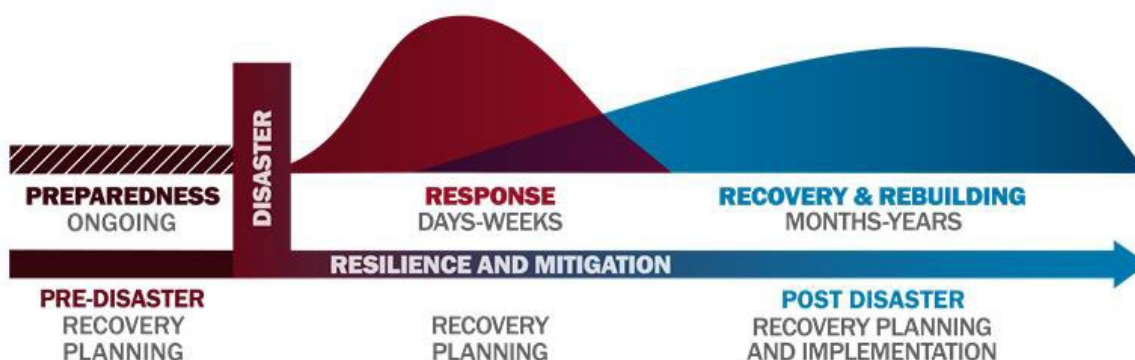 DISASTER
PREPAREDNESS
ONGOING
RESPONSE
DAYS-WEEKS
RECOVERY & REBUILDING
MONTHS-YEARS
RESILIENCE AND MITIGATION
PRE-DISASTER
RECOVERY
PLANNING
RECOVERY
PLANNING
POST DISASTER
RECOVERY PLANNING
AND IMPLEMENTATION